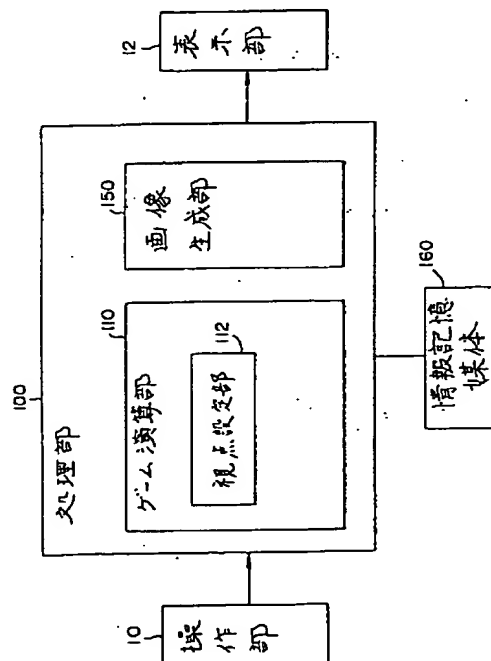 100
処理部
110
ゲーム演算部
112
視点設定部
150
画像
生成部
10
操作部
12
表示部
160
情報記憶
媒体